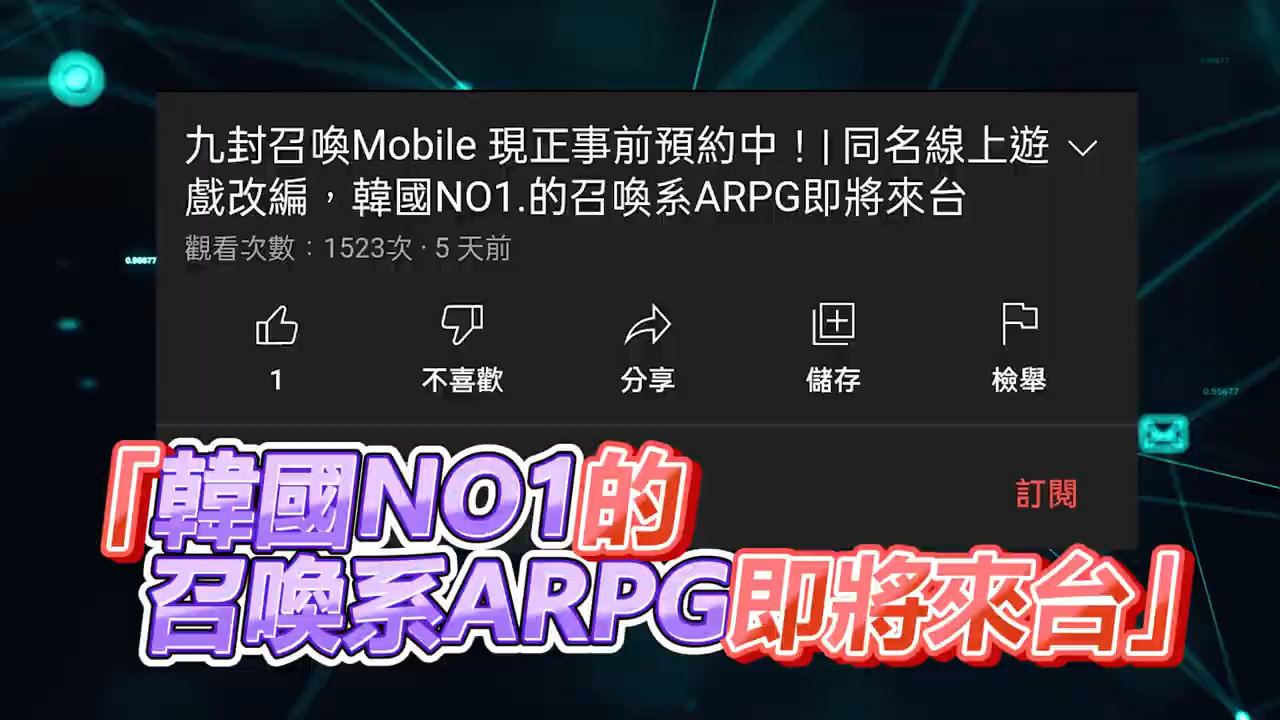 九封召喚Mobile 現正事前預約中！| 同名線上遊
戲改編，韓國NO1.的召喚系ARPG即將來台
觀看次數：1523次 · 5 天前
1
不喜歡
分享
儲存
檢舉
訂閱
「韓國NO1的
召喚系ARPG即將來台」
0.95677
0.95677